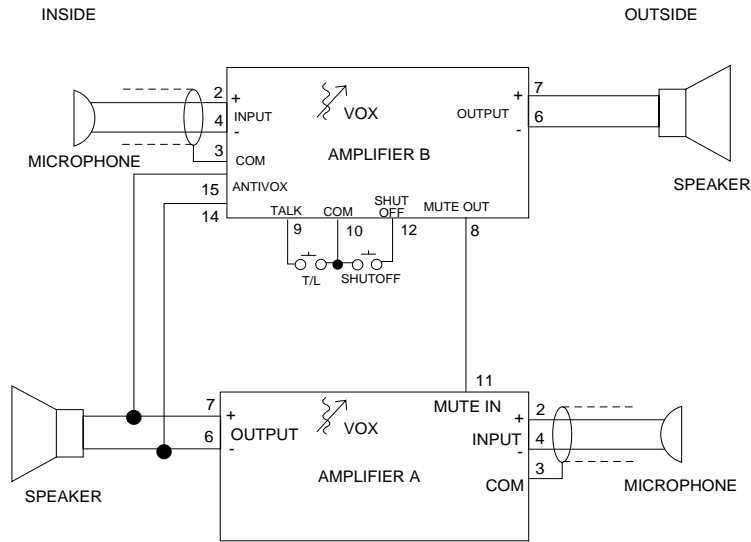 INSIDE
OUTSIDE
2
+
VOX
+
7
INPUT
OUTPUT
4
-
-
6
MICROPHONE
3
COM
AMPLIFIER B
SPEAKER
15
ANTIVOX
14
TALK
COM
SHUT
OFF
MUTE OUT
9
10
12
8
T/L
SHUTOFF
11
7
+
VOX
MUTE IN
+
2
6
OUTPUT
-
INPUT
4
-
3
SPEAKER
AMPLIFIER A
COM
MICROPHONE